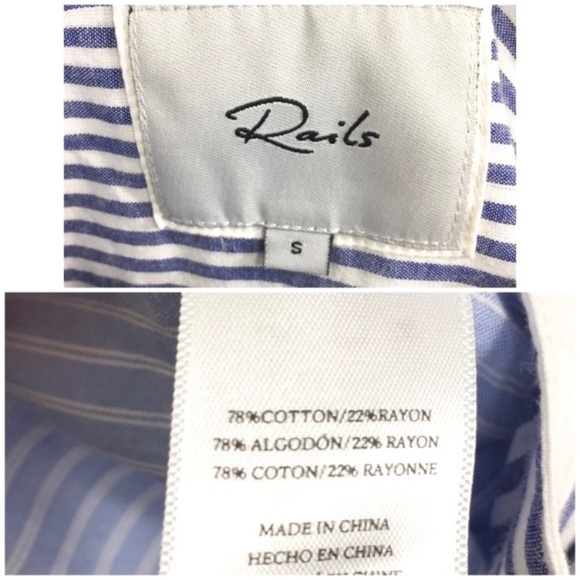 Rails
S
78%COTTON/22%RAYON
78% ALGODÓN/22% RAYON
78% COTON/22% RAYONNE
MADE IN CHINA
HECHO EN CHINA